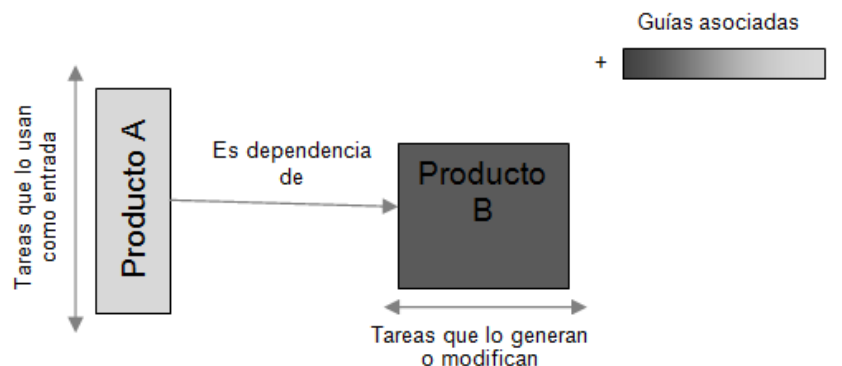 Guías asociadas
+
Tareas que lo usan
como entrada
Producto A
Es dependencia
de
Producto
B
Tareas que lo generan
o modifican